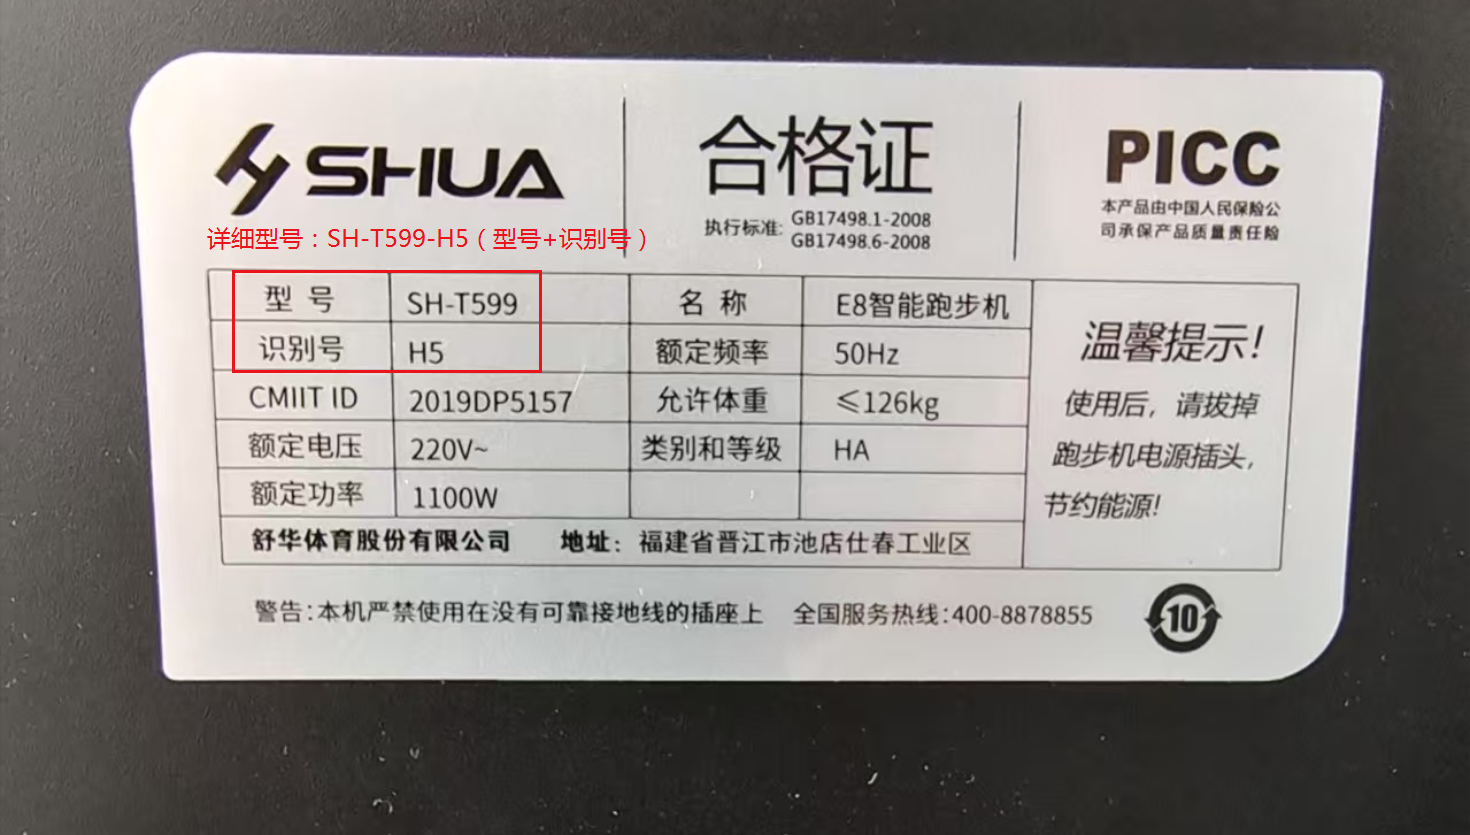 SHUA
详细型号：SH-T599-H5（型号+识别号）
合格证
执行标准: GB17498.1-2008
GB17498.6-2008
PICC
本产品由中国人民保险公
司承保产品质量责任险
型 号 SH-T599 名 称 E8智能跑步机
识别号 H5 额定频率 50Hz
CMIIT ID 2019DP5157 允许体重 ≤126kg
额定电压 220V~ 类别和等级 HA
额定功率 1100W
舒华体育股份有限公司 地址：福建省晋江市池店仕春工业区
温馨提示!
使用后，请拔掉
跑步机电源插头，
节约能源!
警告:本机严禁使用在没有可靠接地线的插座上 全国服务热线:400-8878855
10